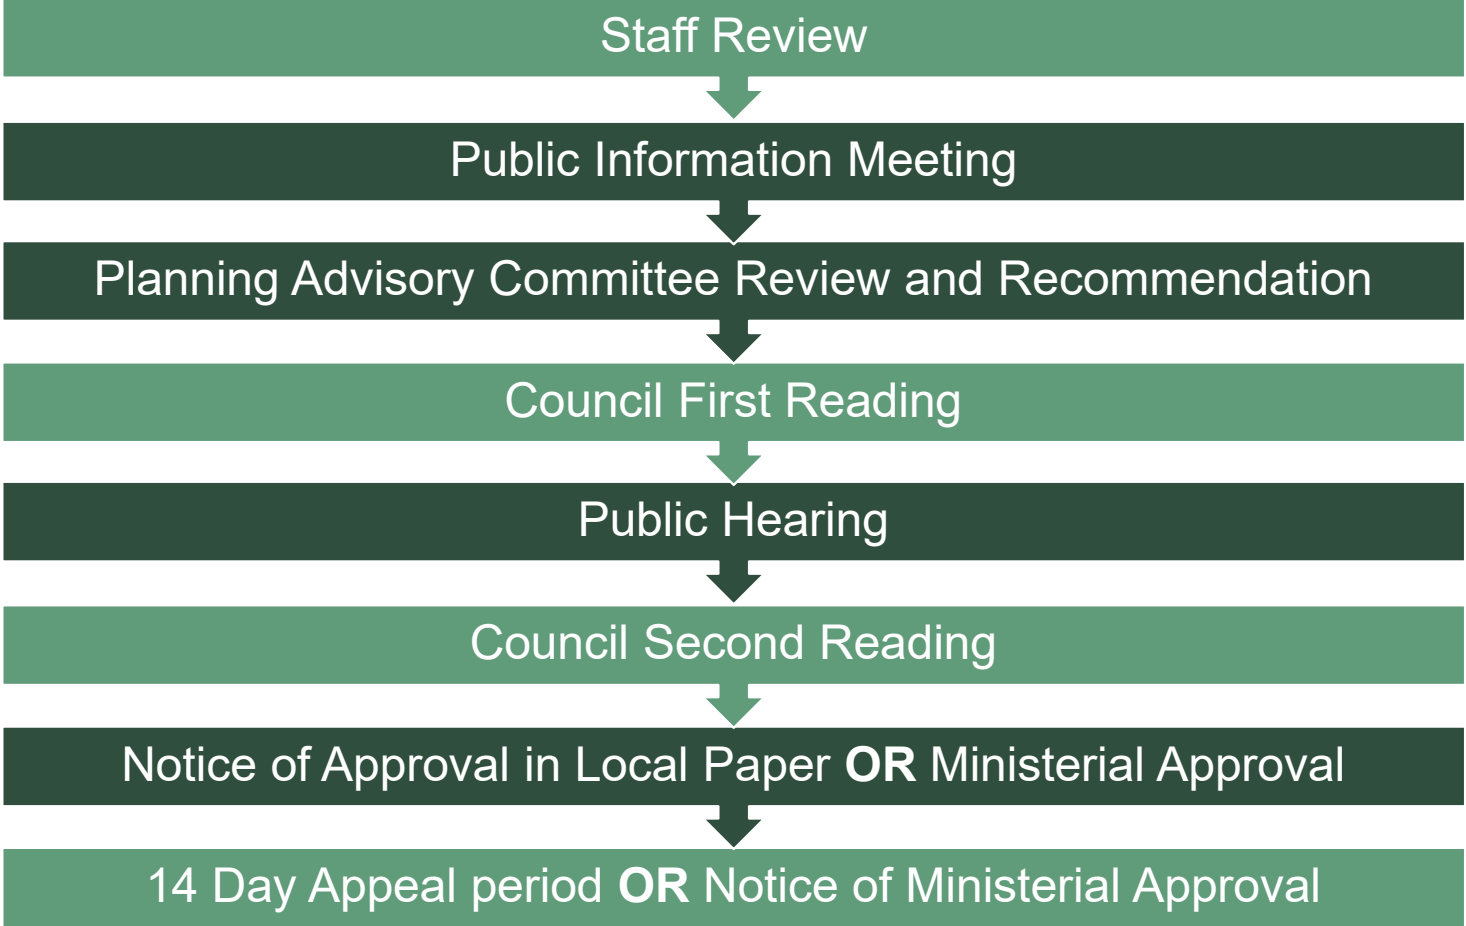 Staff Review
Public Information Meeting
Planning Advisory Committee Review and Recommendation
Council First Reading
Public Hearing
Council Second Reading
Notice of Approval in Local Paper OR Ministerial Approval
14 Day Appeal period OR Notice of Ministerial Approval